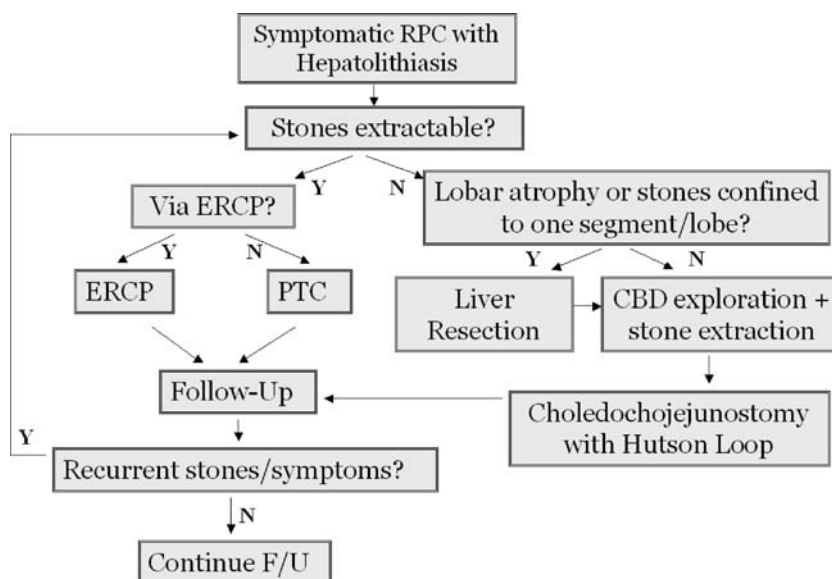 Symptomatic RPC with
Hepatolithiasis
Stones extractable?
Y
N
Via ERCP?
Lobar atrophy or stones confined
to one segment/lobe?
Y
N
Y
N
ERCP
PTC
Liver
Resection
CBD exploration +
stone extraction
Follow-Up
Choledochojejunostomy
with Hutson Loop
Y
Recurrent stones/symptoms?
N
Continue F/U